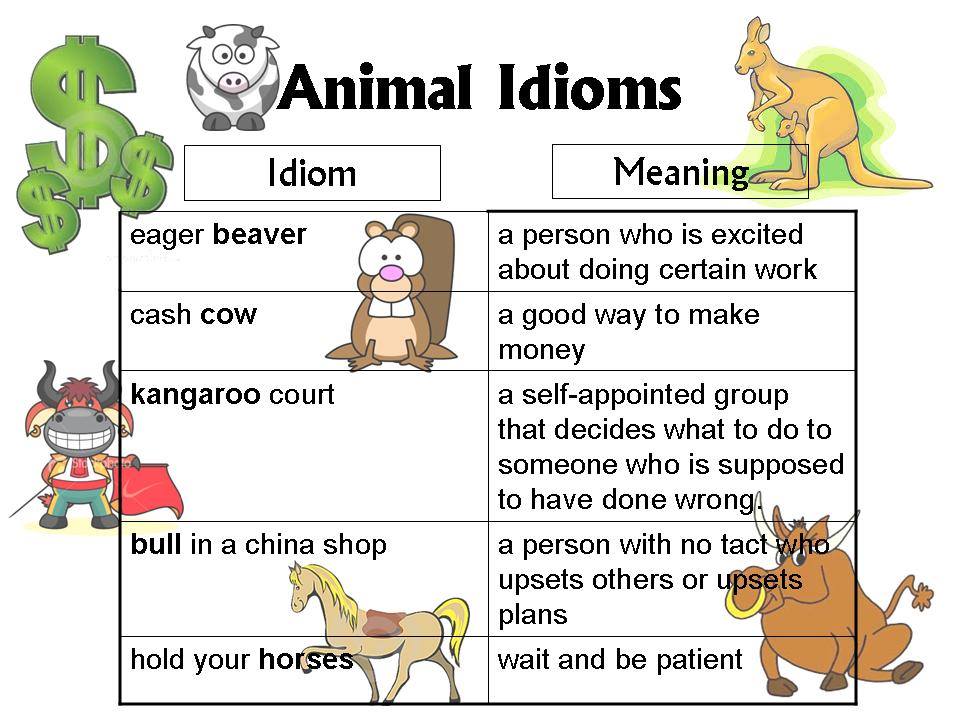 Animal Idioms
Idiom
Meaning
eager beaver
a person who is excited
about doing certain work
cash cow
a good way to make
money
kangaroo court
a self-appointed group
that decides what to do to
someone who is supposed
to have done wrong.
bull in a china shop
a person with no tact who
upsets others or upsets
plans
hold your horses
wait and be patient